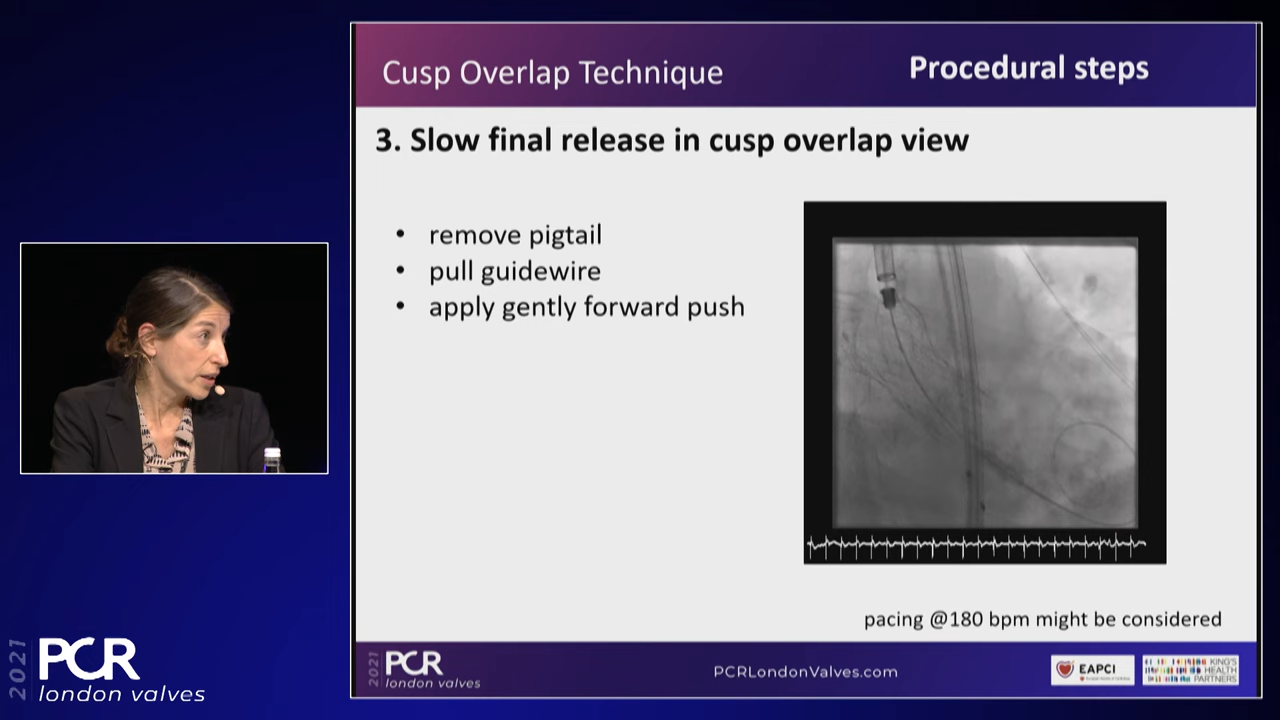 Cusp Overlap Technique
Procedural steps
3. Slow final release in cusp overlap view
• remove pigtail
• pull guidewire
• apply gently forward push
pacing @180 bpm might be considered
2021
PCR
london valves
2021
PCR
london valves
PCRLondonValves.com
EAPCI
KING'S
HEALTH
PARTNERS